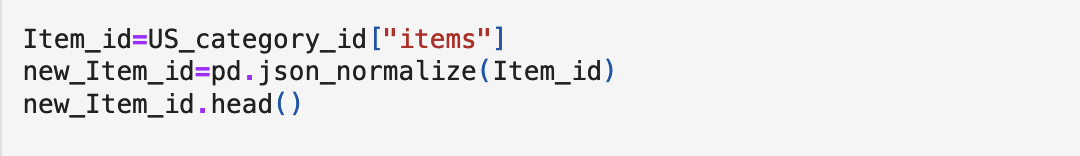 Item_id=US_category_id["items"]
new_Item_id=pd.json_normalize(Item_id)
new_Item_id.head()